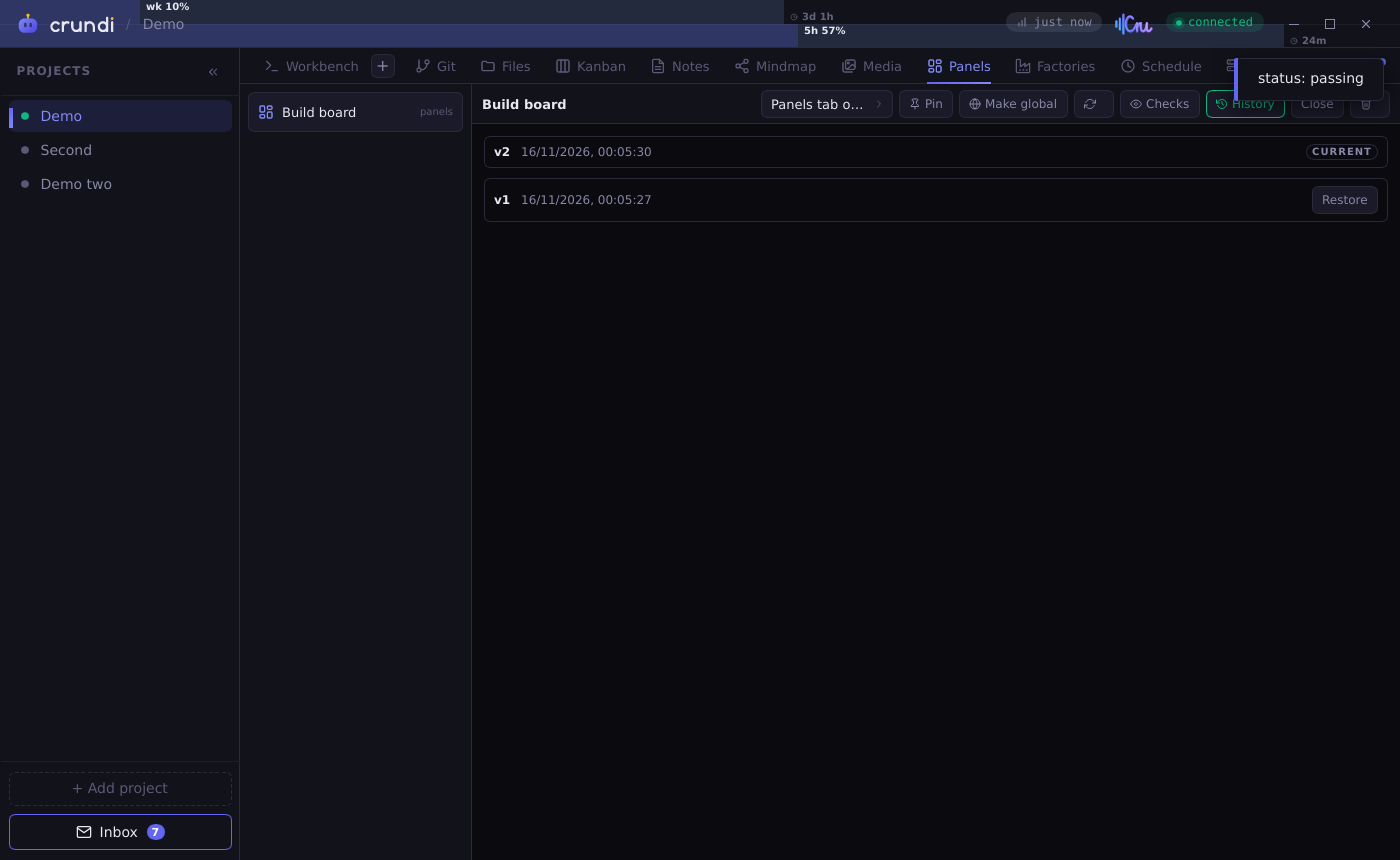 wk 10%
crundi / Demo
3d 1h
5h 57%
just now
Cru
connected
24m
PROJECTS
«
Workbench
+
Git
Files
Kanban
Notes
Mindmap
Media
Panels
Factories
Schedule
status: passing
Demo
Second
Demo two
Build board panels
Build board
Panels tab o...
Pin
Make global
Checks
History
Close
v2 16/11/2026, 00:05:30 CURRENT
v1 16/11/2026, 00:05:27 Restore
+ Add project
Inbox 7